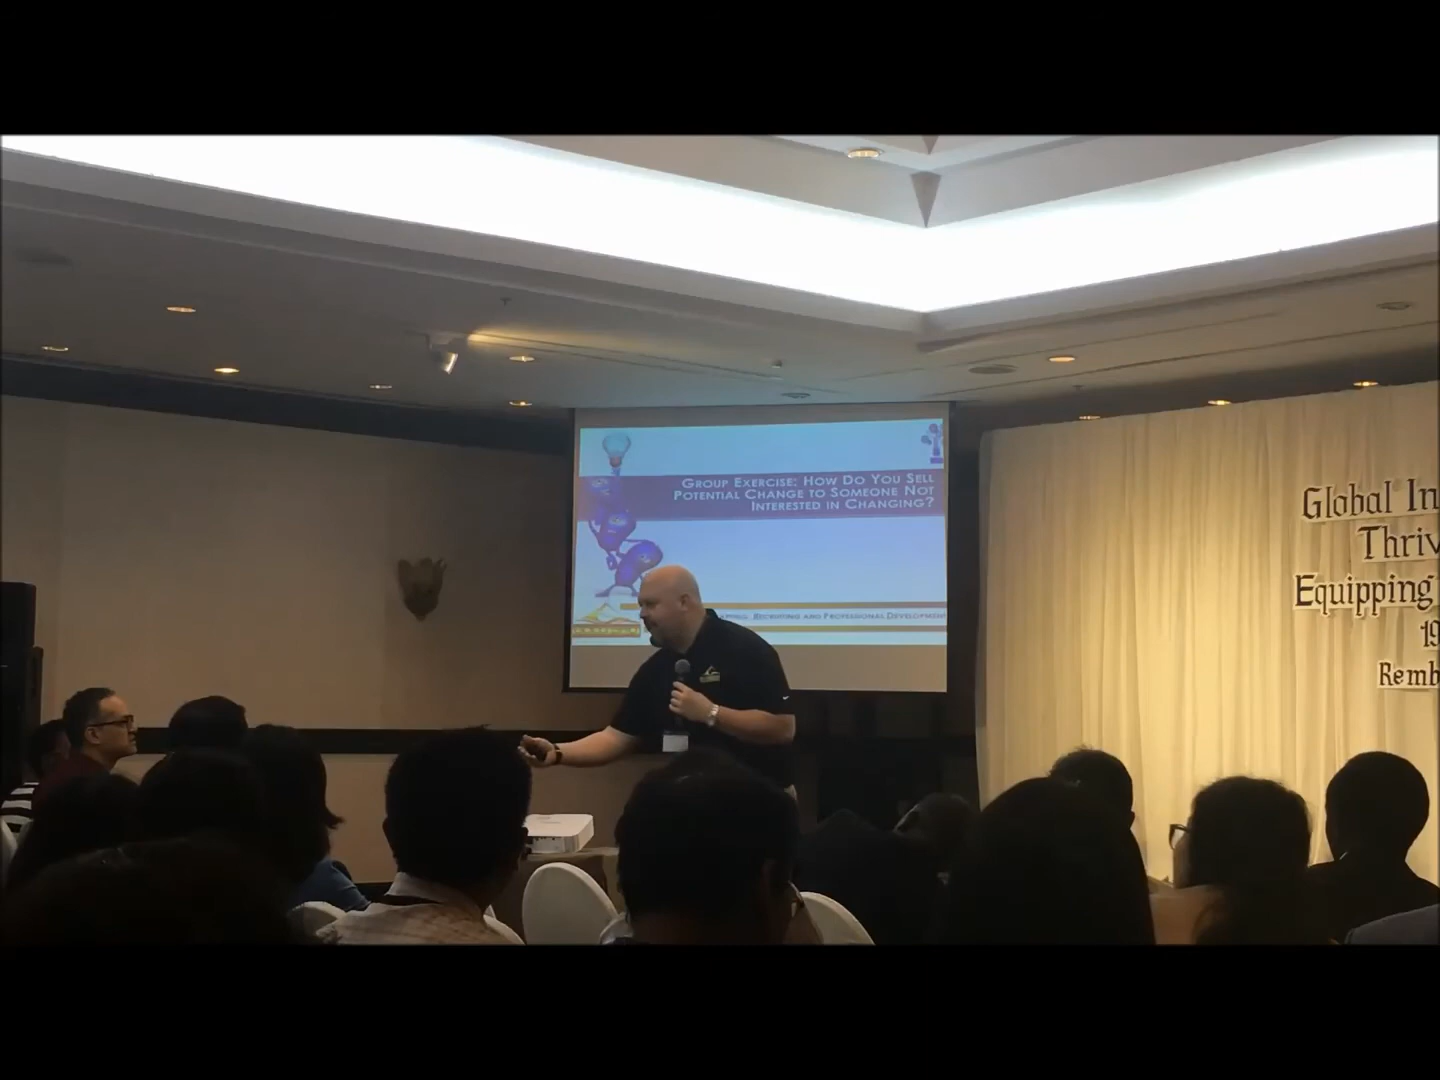 GROUP EXERCISE: HOW DO YOU SELL
POTENTIAL CHANGE TO SOMEONE NOT
INTERESTED IN CHANGING?
RECRUITING AND PROFESSIONAL DEVELOPMENT
Global In
Thriv
Equipping
19
Remb